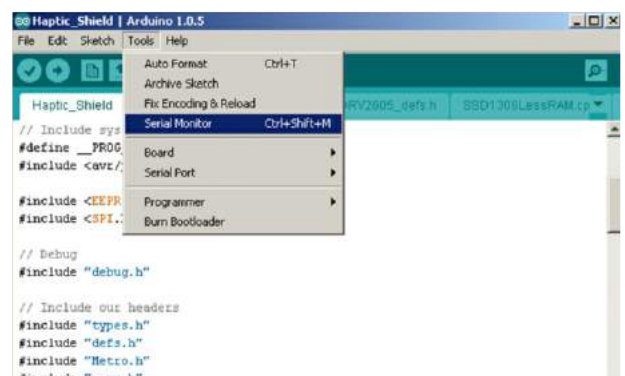 Haptic_Shield | Arduino 1.0.5
File Edit Sketch Tools Help
Auto Format Ctrl+T
Archive Sketch
Fix Encoding & Reload
Serial Monitor Ctrl+Shift+M
Board
Serial Port
Programmer
Burn Bootloader
Haptic_Shield RV2605_defs.h SSD1306LessRAM.cp
// Include sys
#define __PROG
#include <avr/
#include <EEPR
#include <SPI.
// Debug
#include "debug.h"
// Include our headers
#include "types.h"
#include "defs.h"
#include "Metro.h"